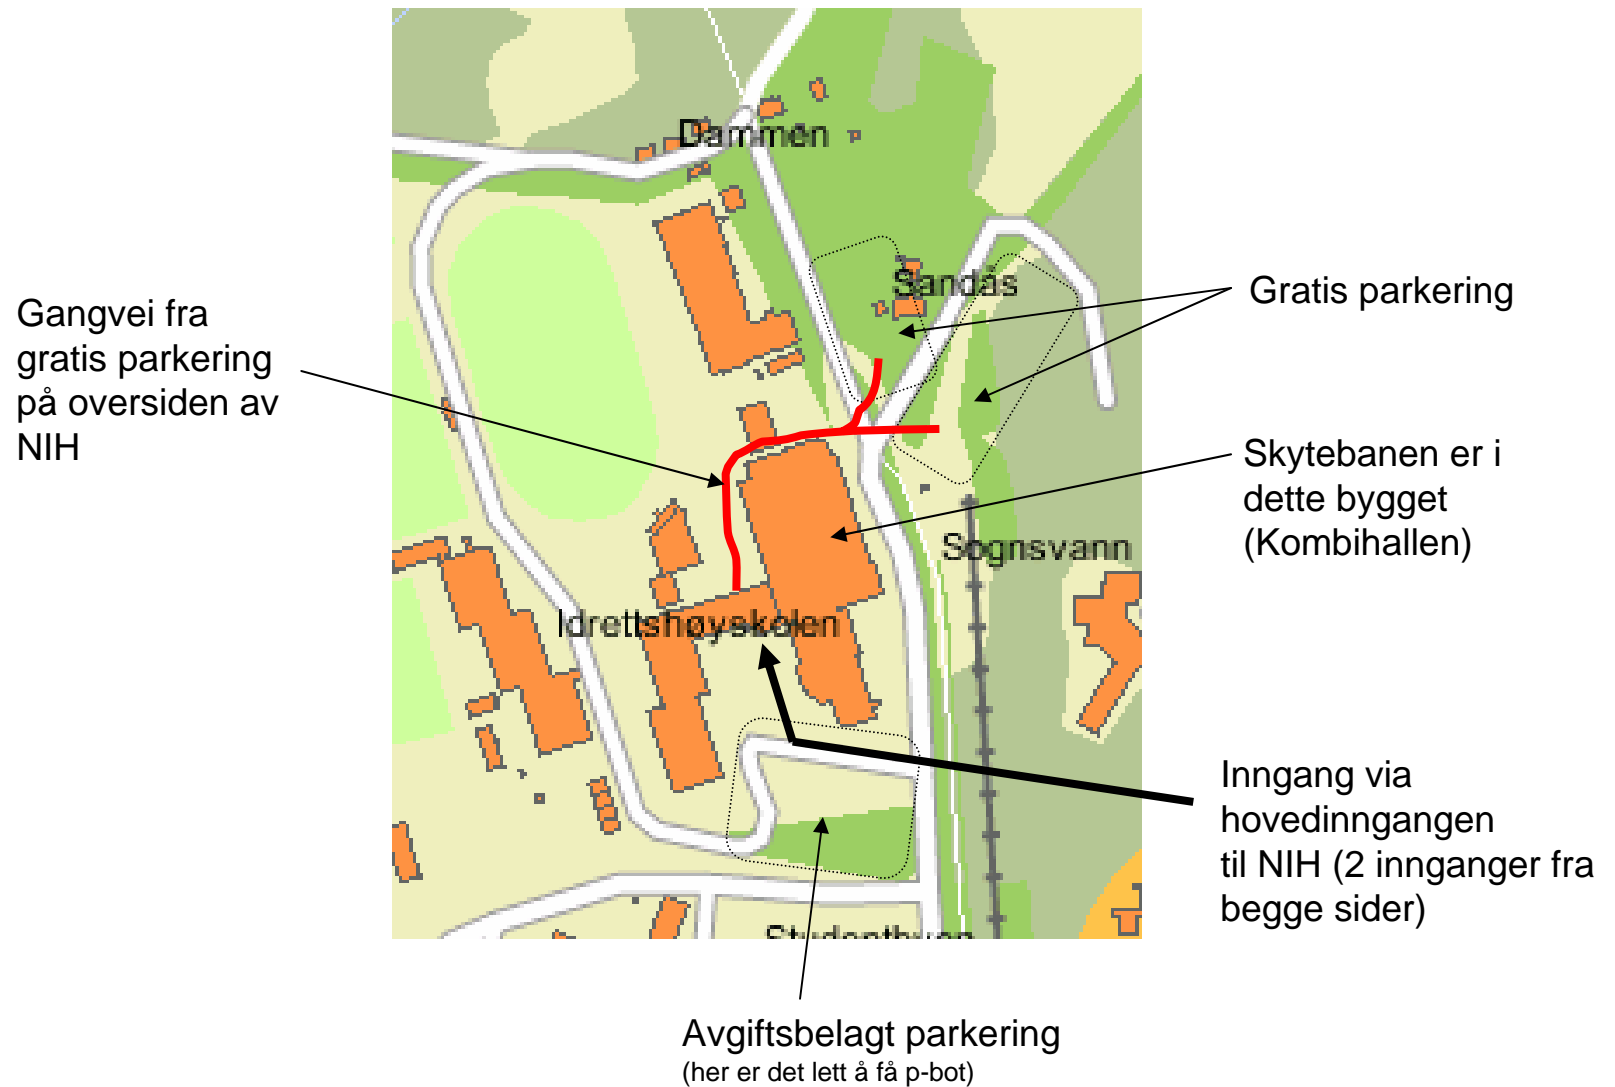 Dammen
Sandås
Gangvei fra
gratis parkering
på oversiden av
NIH
Gratis parkering
Skytebanen er i
dette bygget
(Kombihallen)
Sognsvann
Idrettshøyskolen
Inngang via
hovedinngangen
til NIH (2 innganger fra
begge sider)
Studentbyen
Avgiftsbelagt parkering
(her er det lett å få p-bot)